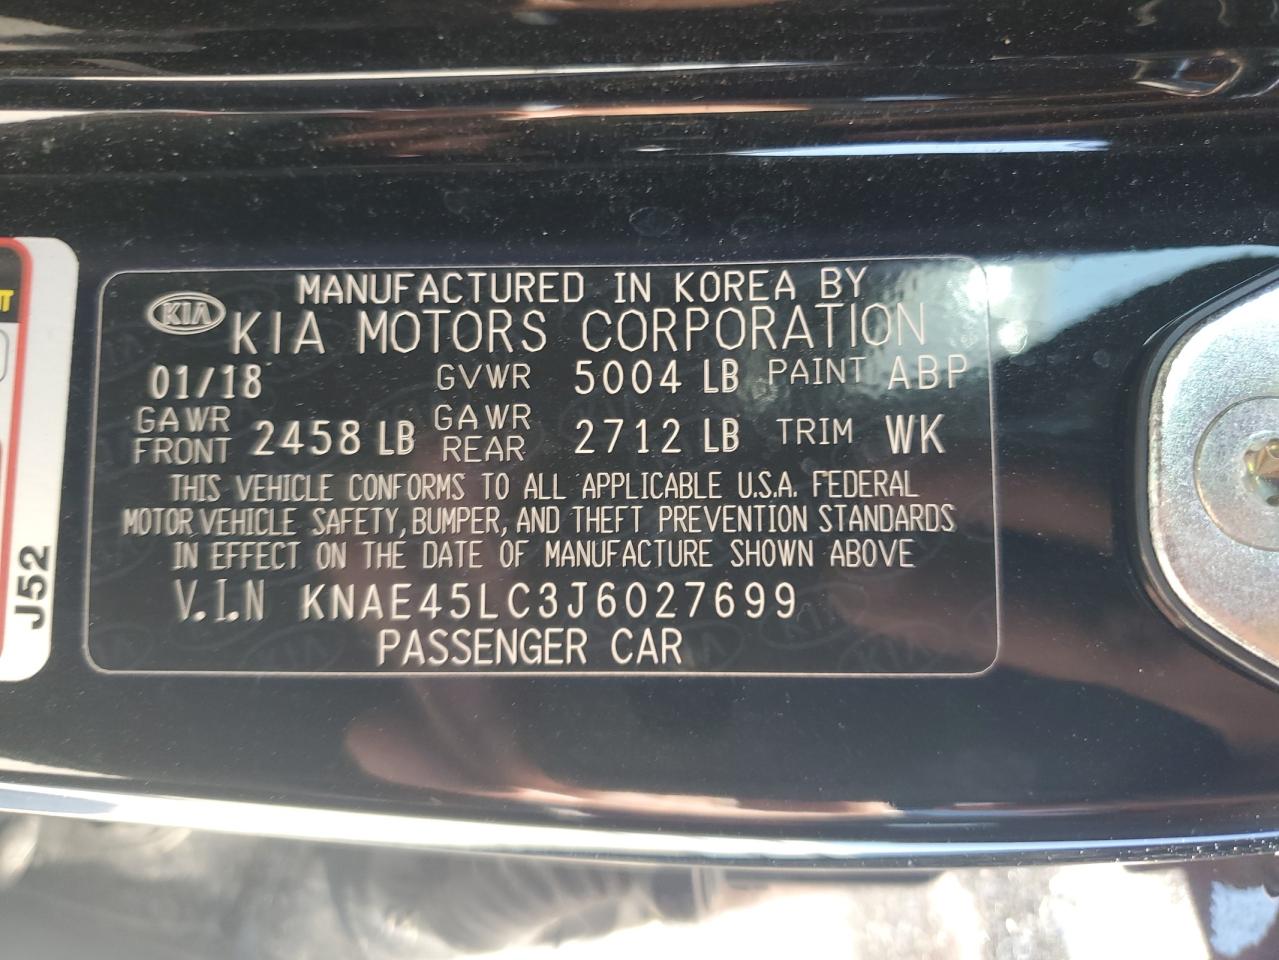 MANUFACTURED IN KOREA BY
KIA KIA MOTORS CORPORATION
01/18 GVWR 5004 LB PAINT ABP
GAWR FRONT 2458 LB GAWR REAR 2712 LB TRIM WK
THIS VEHICLE CONFORMS TO ALL APPLICABLE U.S.A. FEDERAL
MOTOR VEHICLE SAFETY, BUMPER, AND THEFT PREVENTION STANDARDS
IN EFFECT ON THE DATE OF MANUFACTURE SHOWN ABOVE
V.I.N KNAE45LC3J6027699
PASSENGER CAR
J52